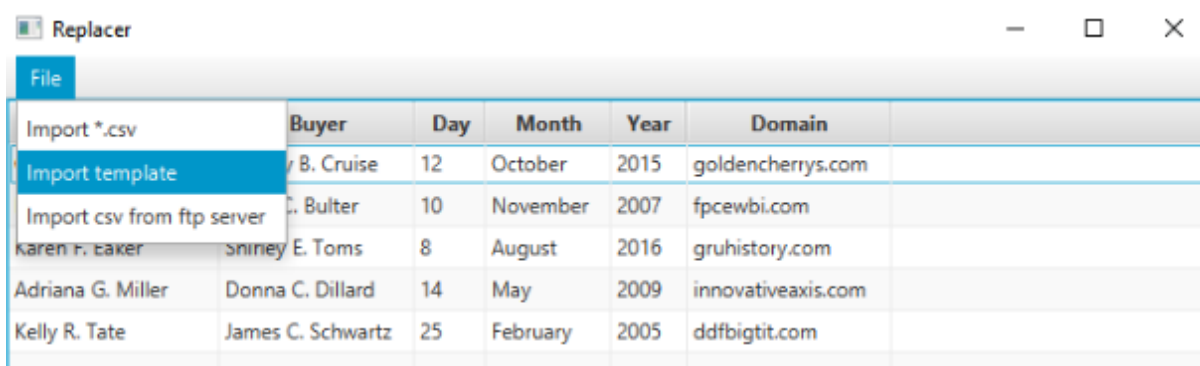 Replacer
File
Import *.csv
Import template
Import csv from ftp server
Buyer Day Month Year Domain
B. Cruise 12 October 2015 goldencherrys.com
C. Bulter 10 November 2007 fpcewbi.com
Karen F. Eaker Shirley E. Toms 8 August 2016 gruhistory.com
Adriana G. Miller Donna C. Dillard 14 May 2009 innovativeaxis.com
Kelly R. Tate James C. Schwartz 25 February 2005 ddfbigtit.com